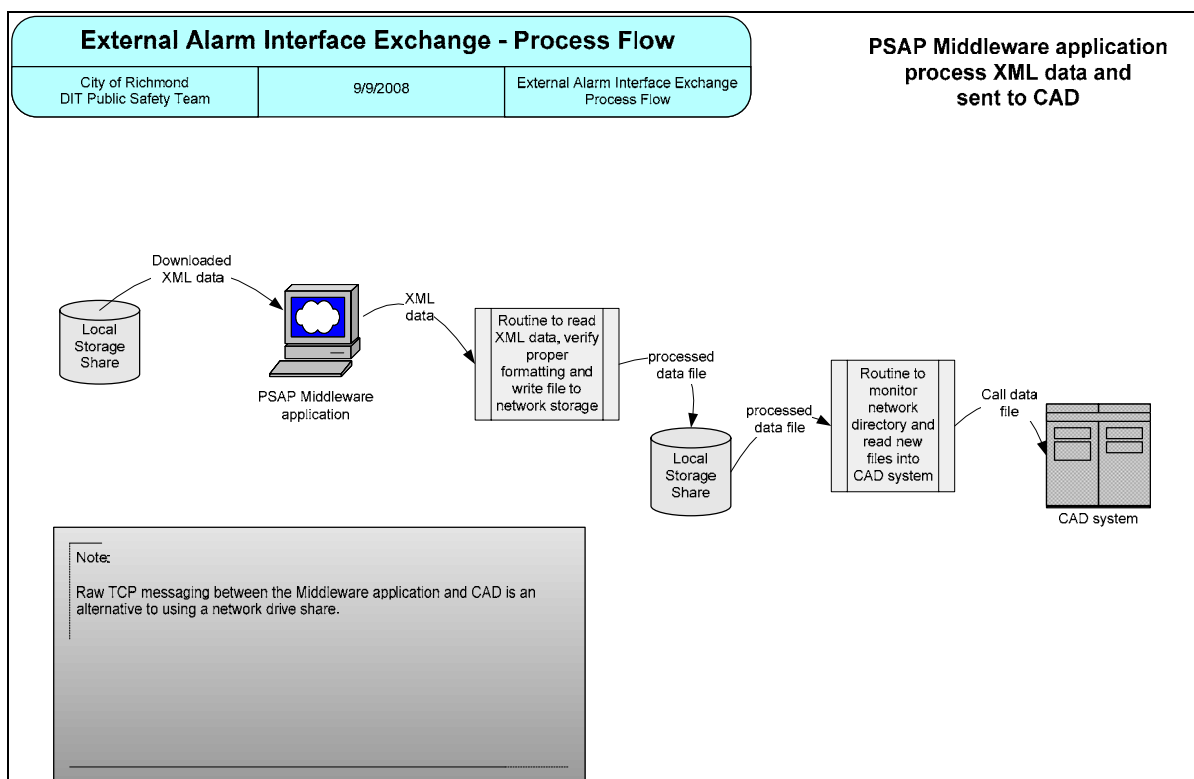 External Alarm Interface Exchange - Process Flow
City of Richmond
DIT Public Safety Team
9/9/2008
External Alarm Interface Exchange
Process Flow
PSAP Middleware application
process XML data and
sent to CAD
Downloaded
XML data
Local
Storage
Share
PSAP Middleware
application
XML
data
Routine to read
XML data, verify
proper
formatting and
write file to
network storage
processed
data file
Local
Storage
Share
processed
data file
Routine to
monitor
network
directory and
read new
files into
CAD system
Call data
file
CAD system
Note:
Raw TCP messaging between the Middleware application and CAD is an
alternative to using a network drive share.